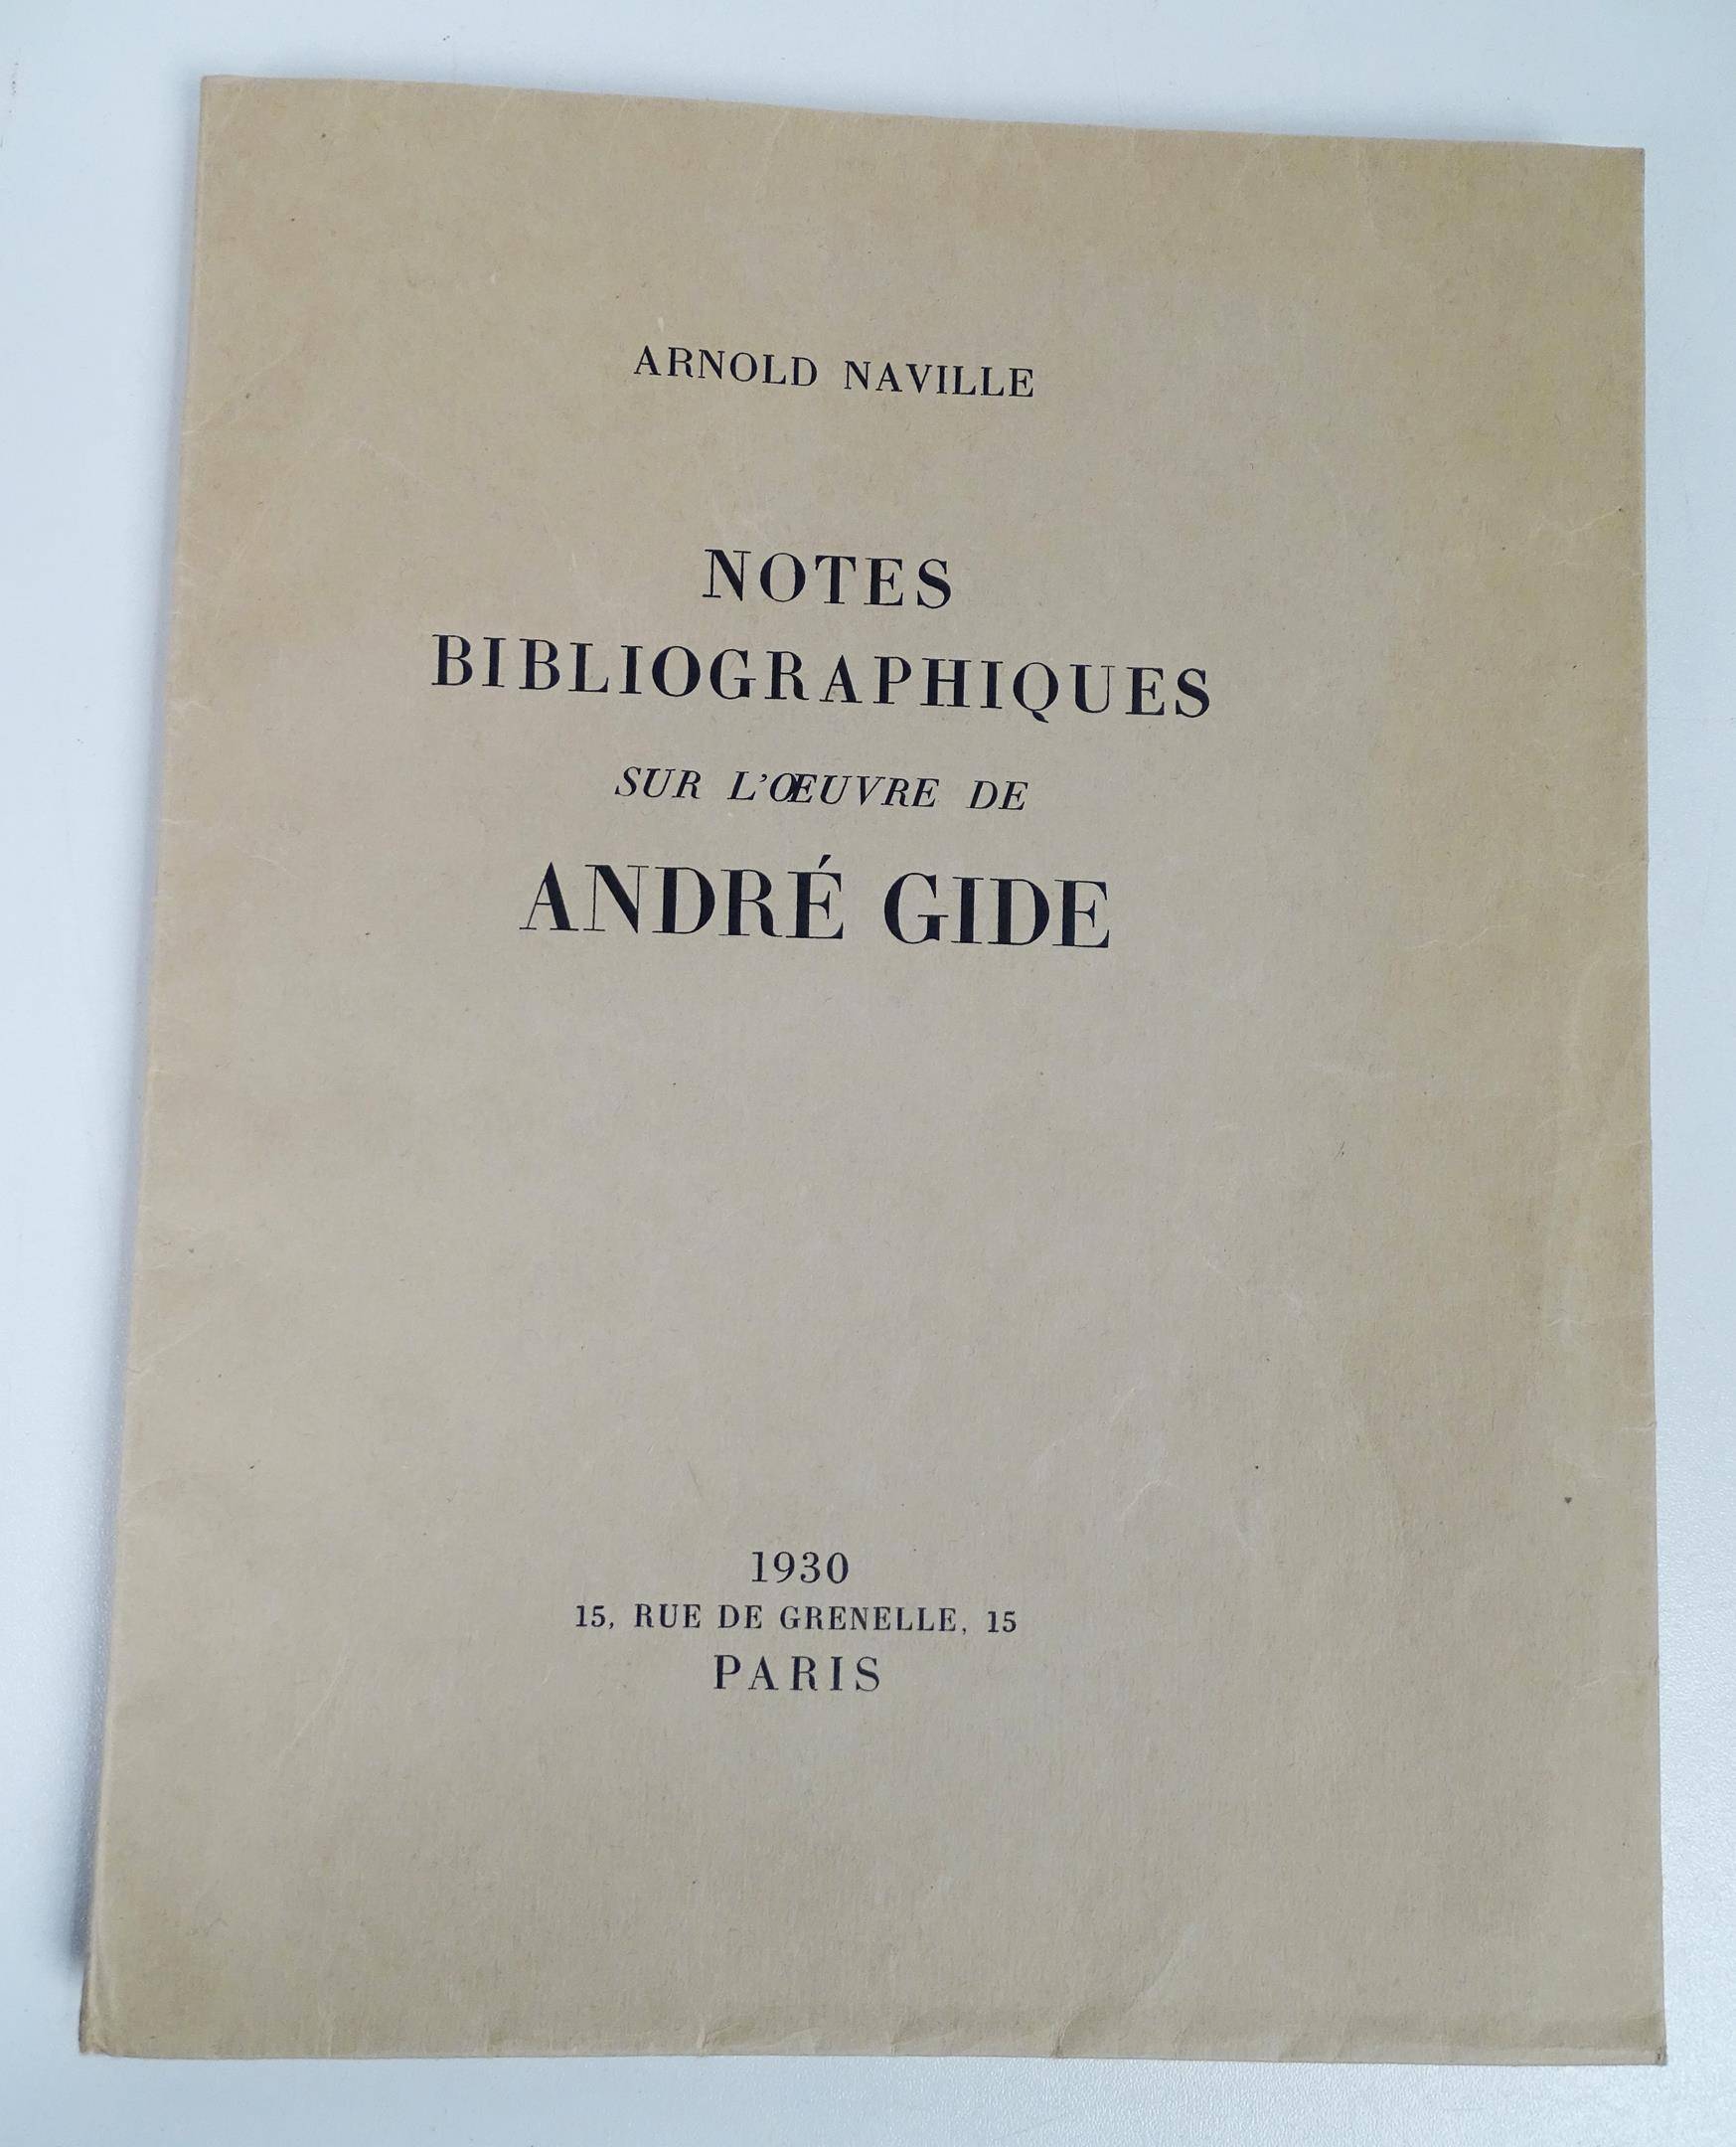 ARNOLD NAVILLE
NOTES
BIBLIOGRAPHIQUES
SUR L'ŒUVRE DE
ANDRÉ GIDE
1930
15, RUE DE GRENELLE, 15
PARIS